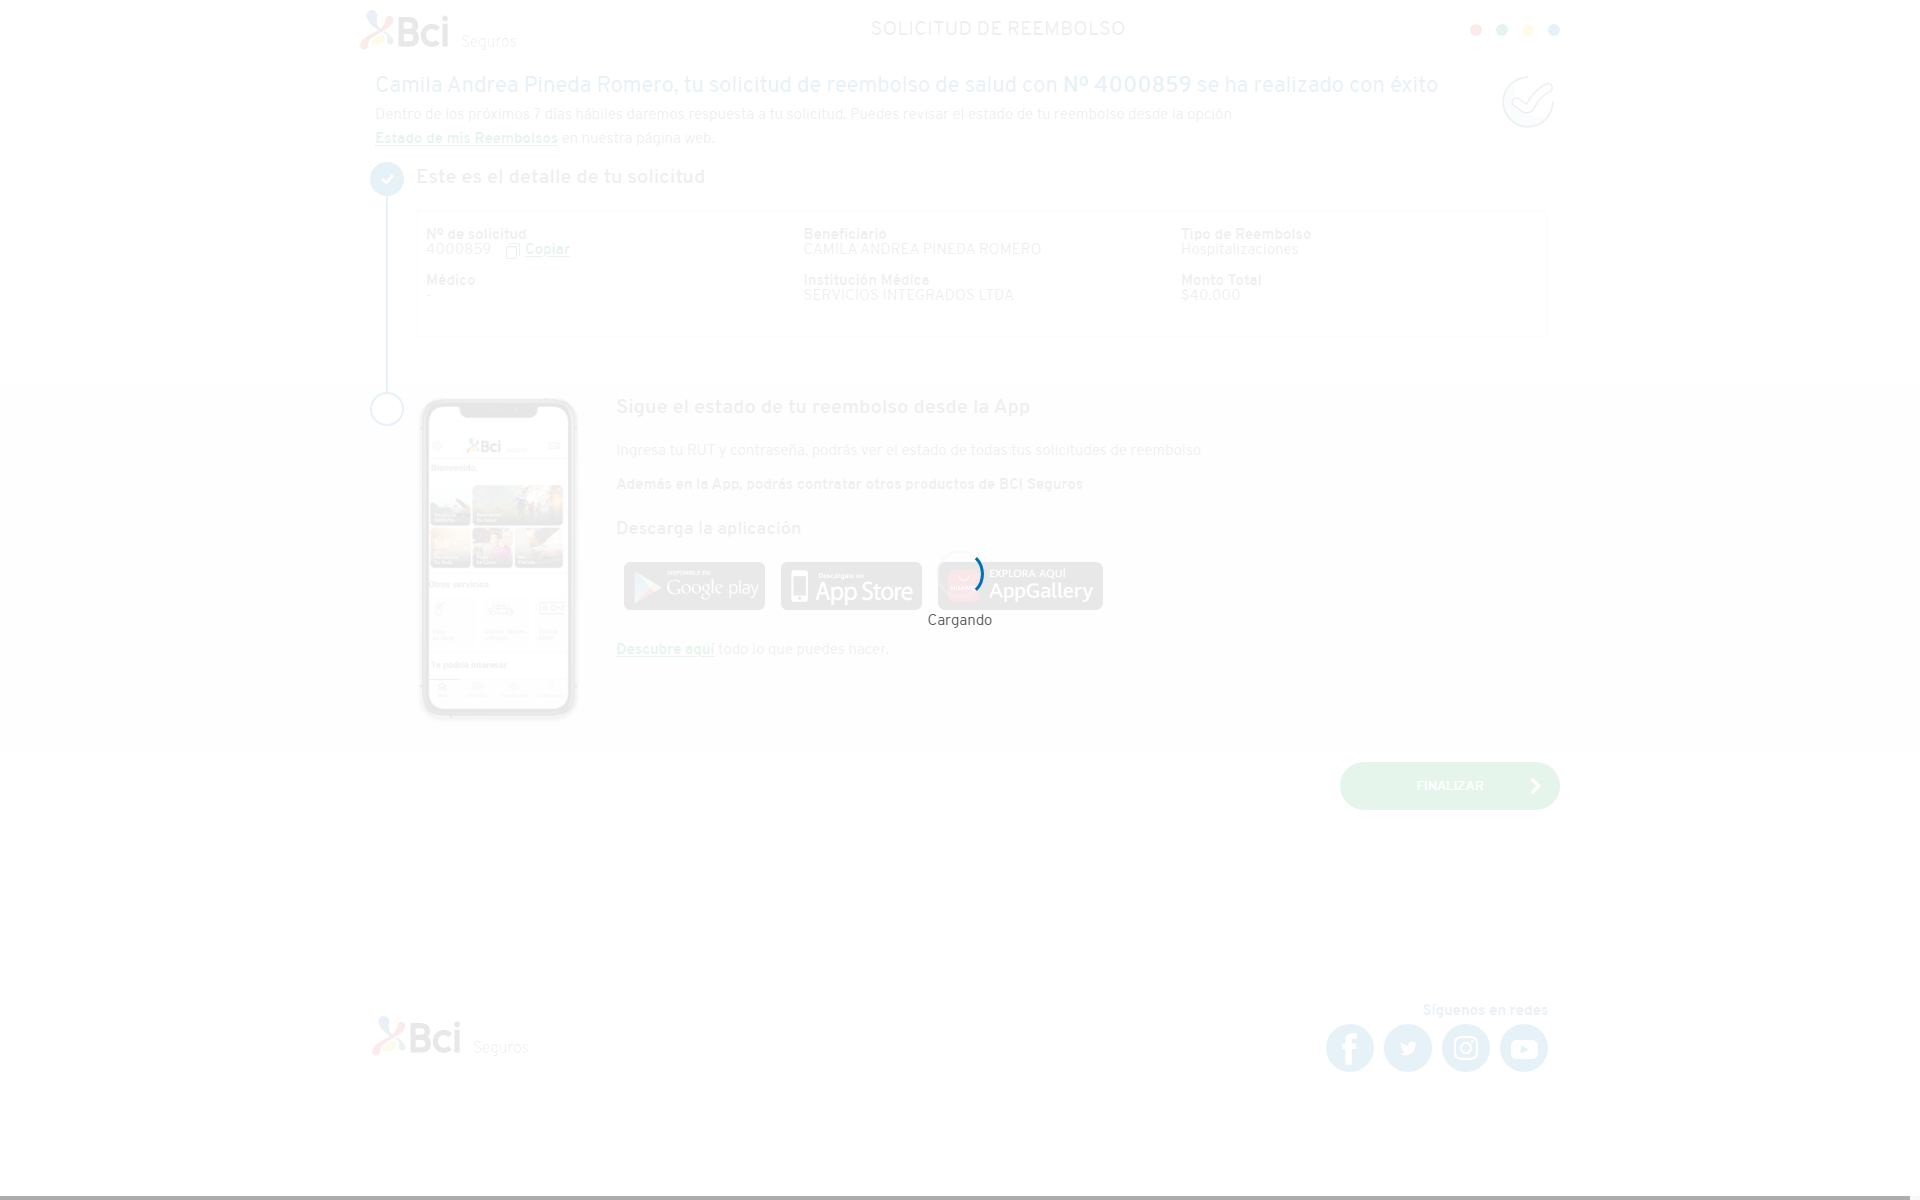 Bci Seguros
SOLICITUD DE REEMBOLSO
Camila Andrea Pineda Romero, tu solicitud de reembolso de salud con Nº 4000859 se ha realizado con éxito
Dentro de los próximos 7 días hábiles daremos respuesta a tu solicitud. Puedes revisar el estado de tu reembolso desde la opción
Estado de mis Reembolsos en nuestra página web.
Este es el detalle de tu solicitud
Nº de solicitud
4000859 Copiar
Beneficiario
CAMILA ANDREA PINEDA ROMERO
Tipo de Reembolso
Hospitalizaciones
Médico
-
Institución Médica
SERVICIOS INTEGRADOS LTDA
Monto Total
$40.000
Bci
Bienvenido,
Otros servicios
Te podría interesar
Sigue el estado de tu reembolso desde la App
Ingresa tu RUT y contraseña, podrás ver el estado de todas tus solicitudes de reembolso
Además en la App, podrás contratar otros productos de BCI Seguros
Descarga la aplicación
DISPONIBLE EN
Google play
Descárgalo en
App Store
EXPLORA AQUÍ
AppGallery
Cargando
Descubre aquí todo lo que puedes hacer.
FINALIZAR
Bci Seguros
Síguenos en redes